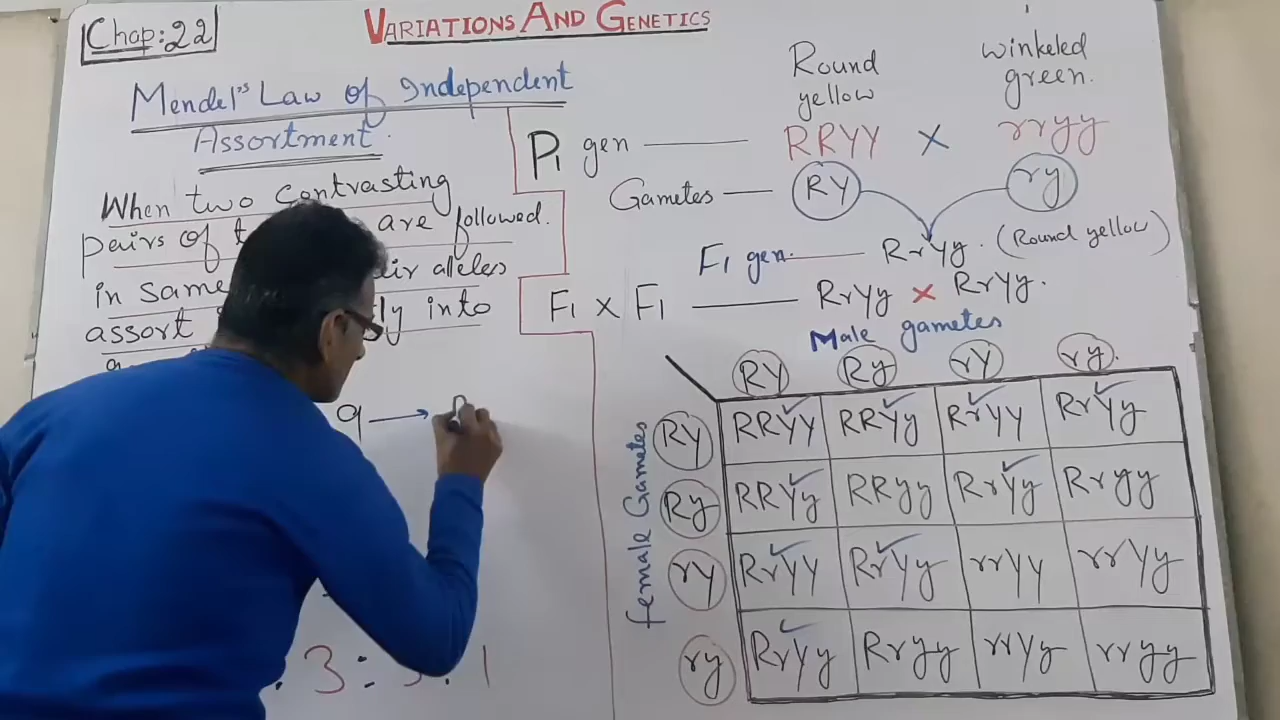 Chap: 22
VARIATIONS AND GENETICS
Mendel's Law of Independent
Assortment.
When two contrasting
pairs of are followed.
in same alleles
assort into
9 →
3 : 3 : 1
Round
yellow
winkeled
green.
P1 gen RRYY X rryy
Gametes RY ry
F1 gen. RrYy. (Round yellow)
F1 X F1 RrYy X RrYy.
Male gametes
RY Ry rY ry
female Gametes
RY RRYY RRYy RrYY RrYy
Ry RRYy RRyy RrYy Rryy
rY RrYY RrYy rrYY rrYy
ry RrYy Rryy rrYy rryy